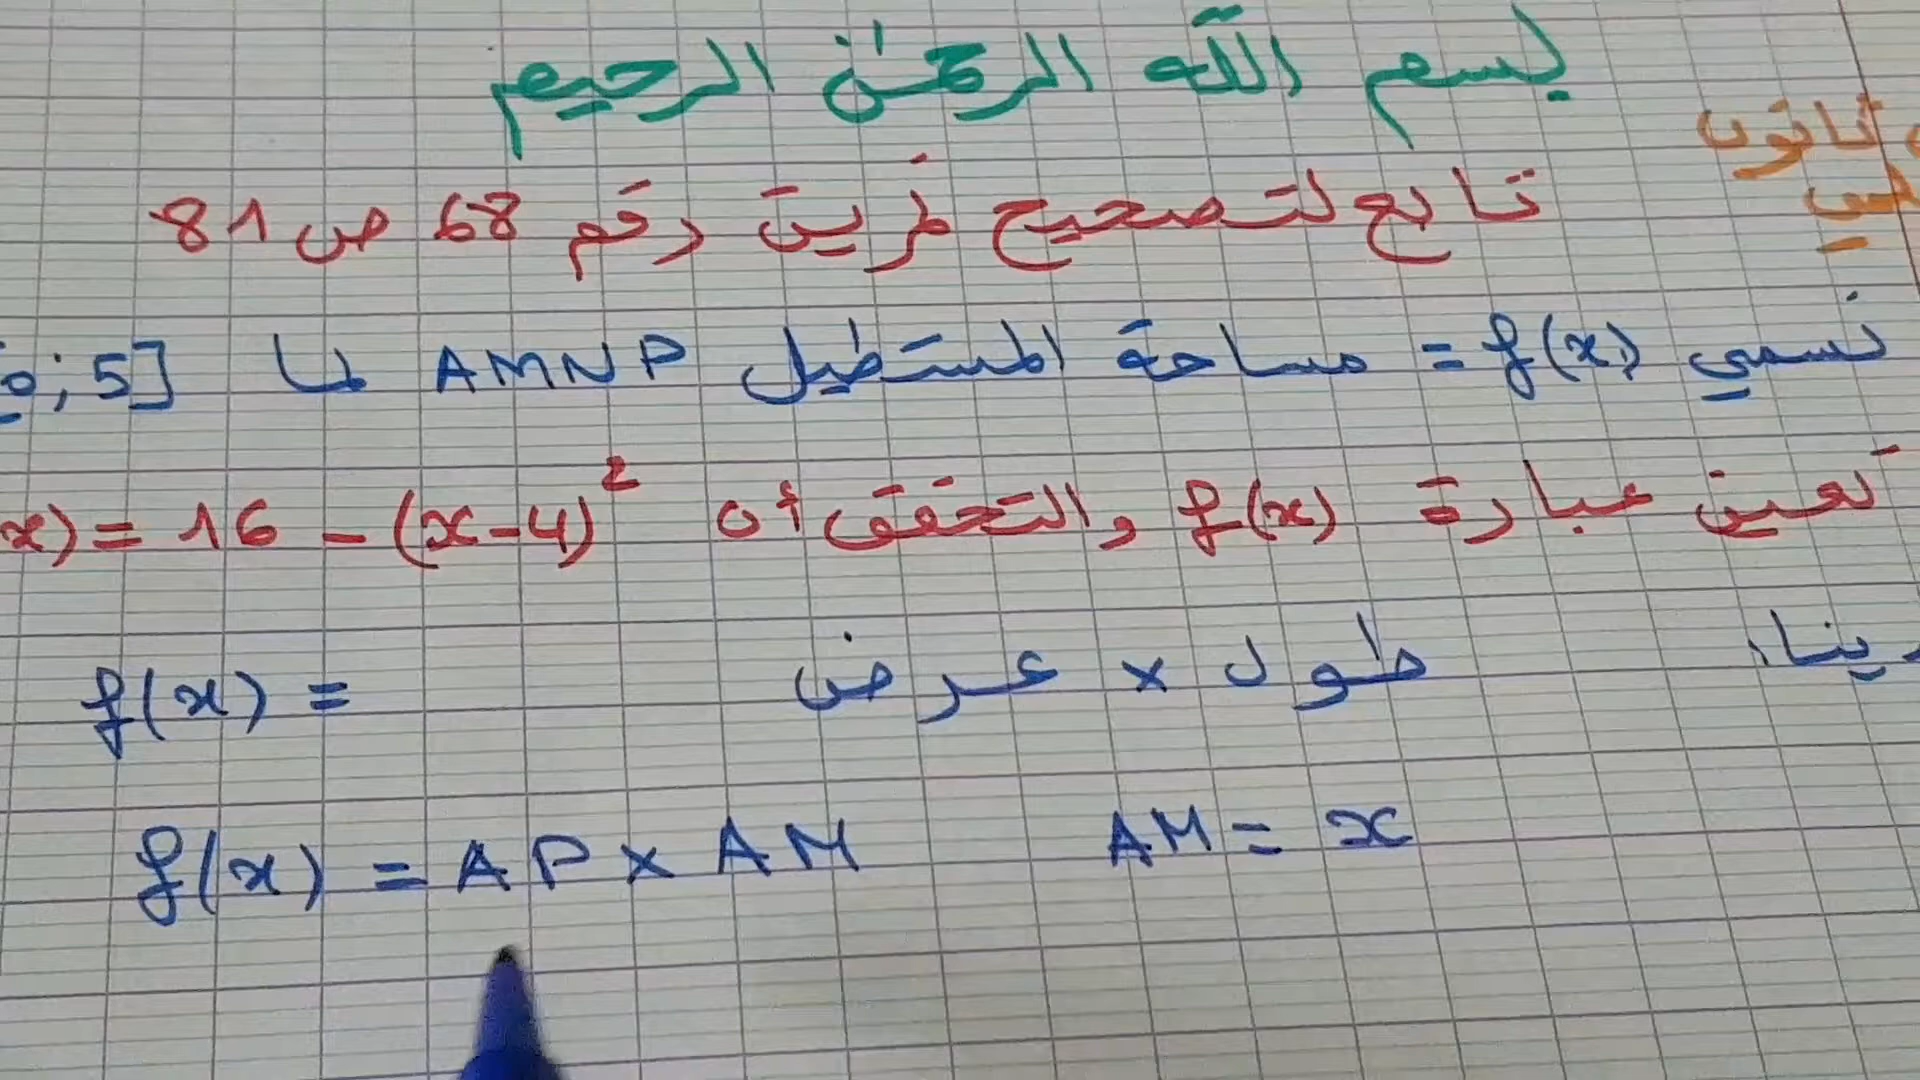 بسم الله الرحمن الرحيم
تابع لتصحيح تمرين رقم 68 ص 81
نسمي f(x) = مساحة المستطيل AMNP لما ; 5]
تعيين عبارة f(x) والتحقق أن x) = 16 - (x-4)²
طول × عرض f(x) =
f(x) = AP × AM AM = x